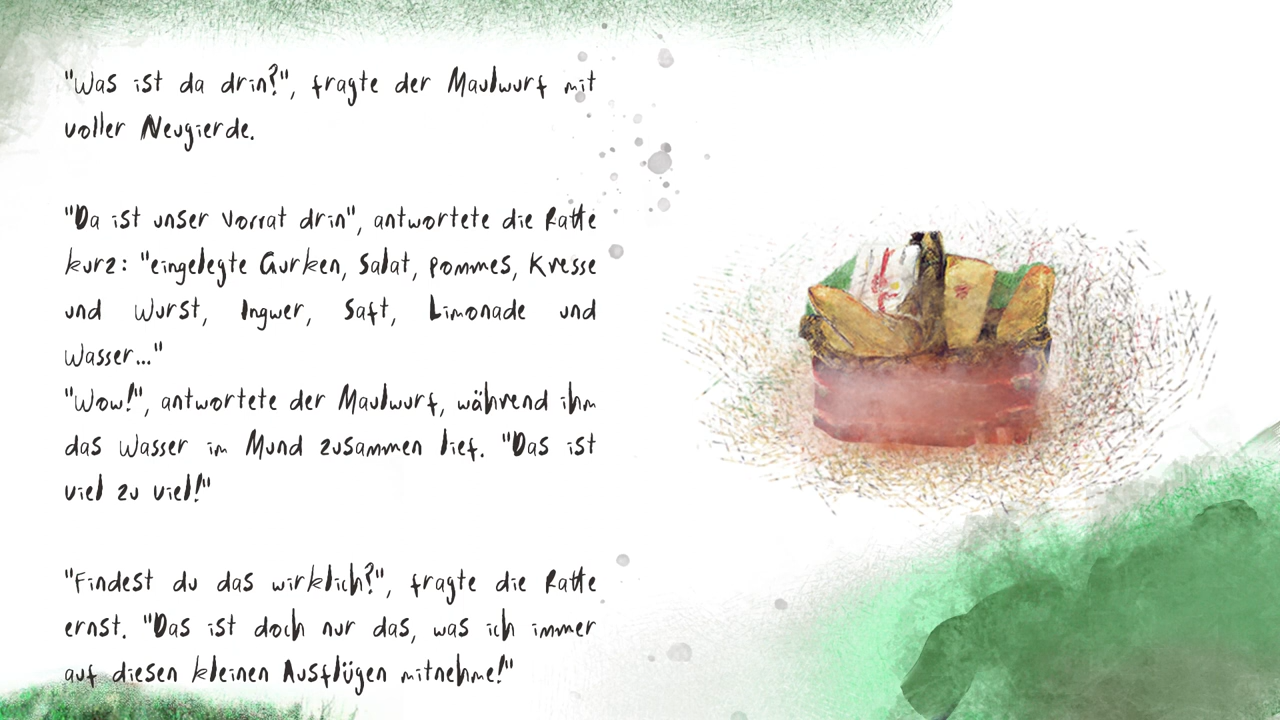 "Was ist da drin?", fragte der Maulwurf mit
voller Neugierde.
"Da ist unser Vorrat drin", antwortete die Ratte
kurz: "eingelegte Gurken, Salat, Pommes, Kresse
und Wurst, Ingwer, Saft, Limonade und
Wasser..."
"Wow!", antwortete der Maulwurf, während ihm
das Wasser im Mund zusammen lief. "Das ist
viel zu viel!"
"Findest du das wirklich?", fragte die Ratte
ernst. "Das ist doch nur das, was ich immer
auf diesen kleinen Ausflügen mitnehme!"